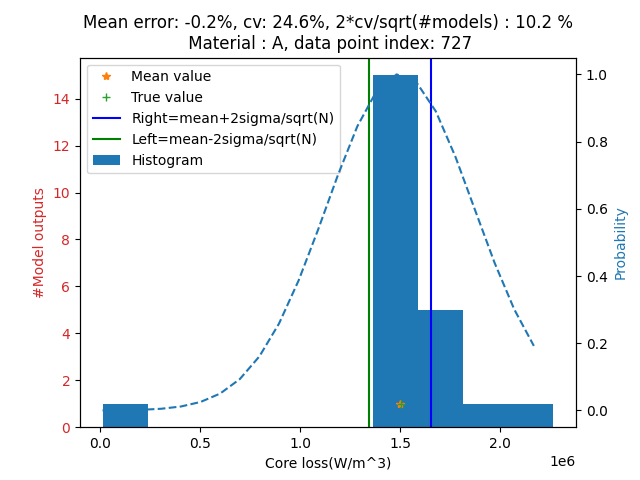 Mean error: -0.2%, cv: 24.6%, 2*cv/sqrt(#models) : 10.2 %
Material : A, data point index: 727
Mean value
True value
Right=mean+2sigma/sqrt(N)
Left=mean-2sigma/sqrt(N)
Histogram
#Model outputs
14
12
10
8
6
4
2
0
1.0
0.8
0.6
0.4
0.2
0.0
Probability
0.0 0.5 1.0 1.5 2.0
1e6
Core loss(W/m^3)